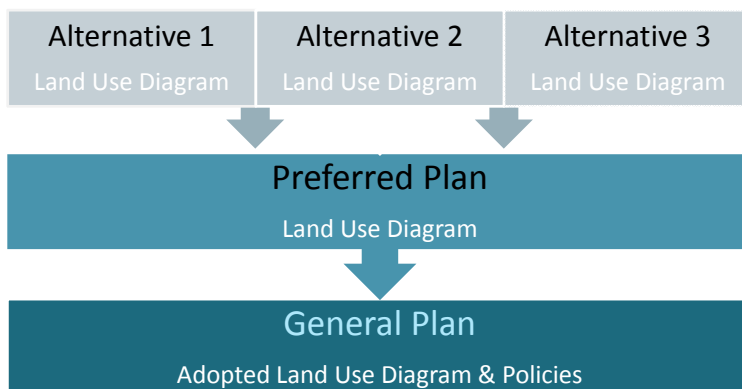 Alternative 1
Land Use Diagram
Alternative 2
Land Use Diagram
Alternative 3
Land Use Diagram
Preferred Plan
Land Use Diagram
General Plan
Adopted Land Use Diagram & Policies